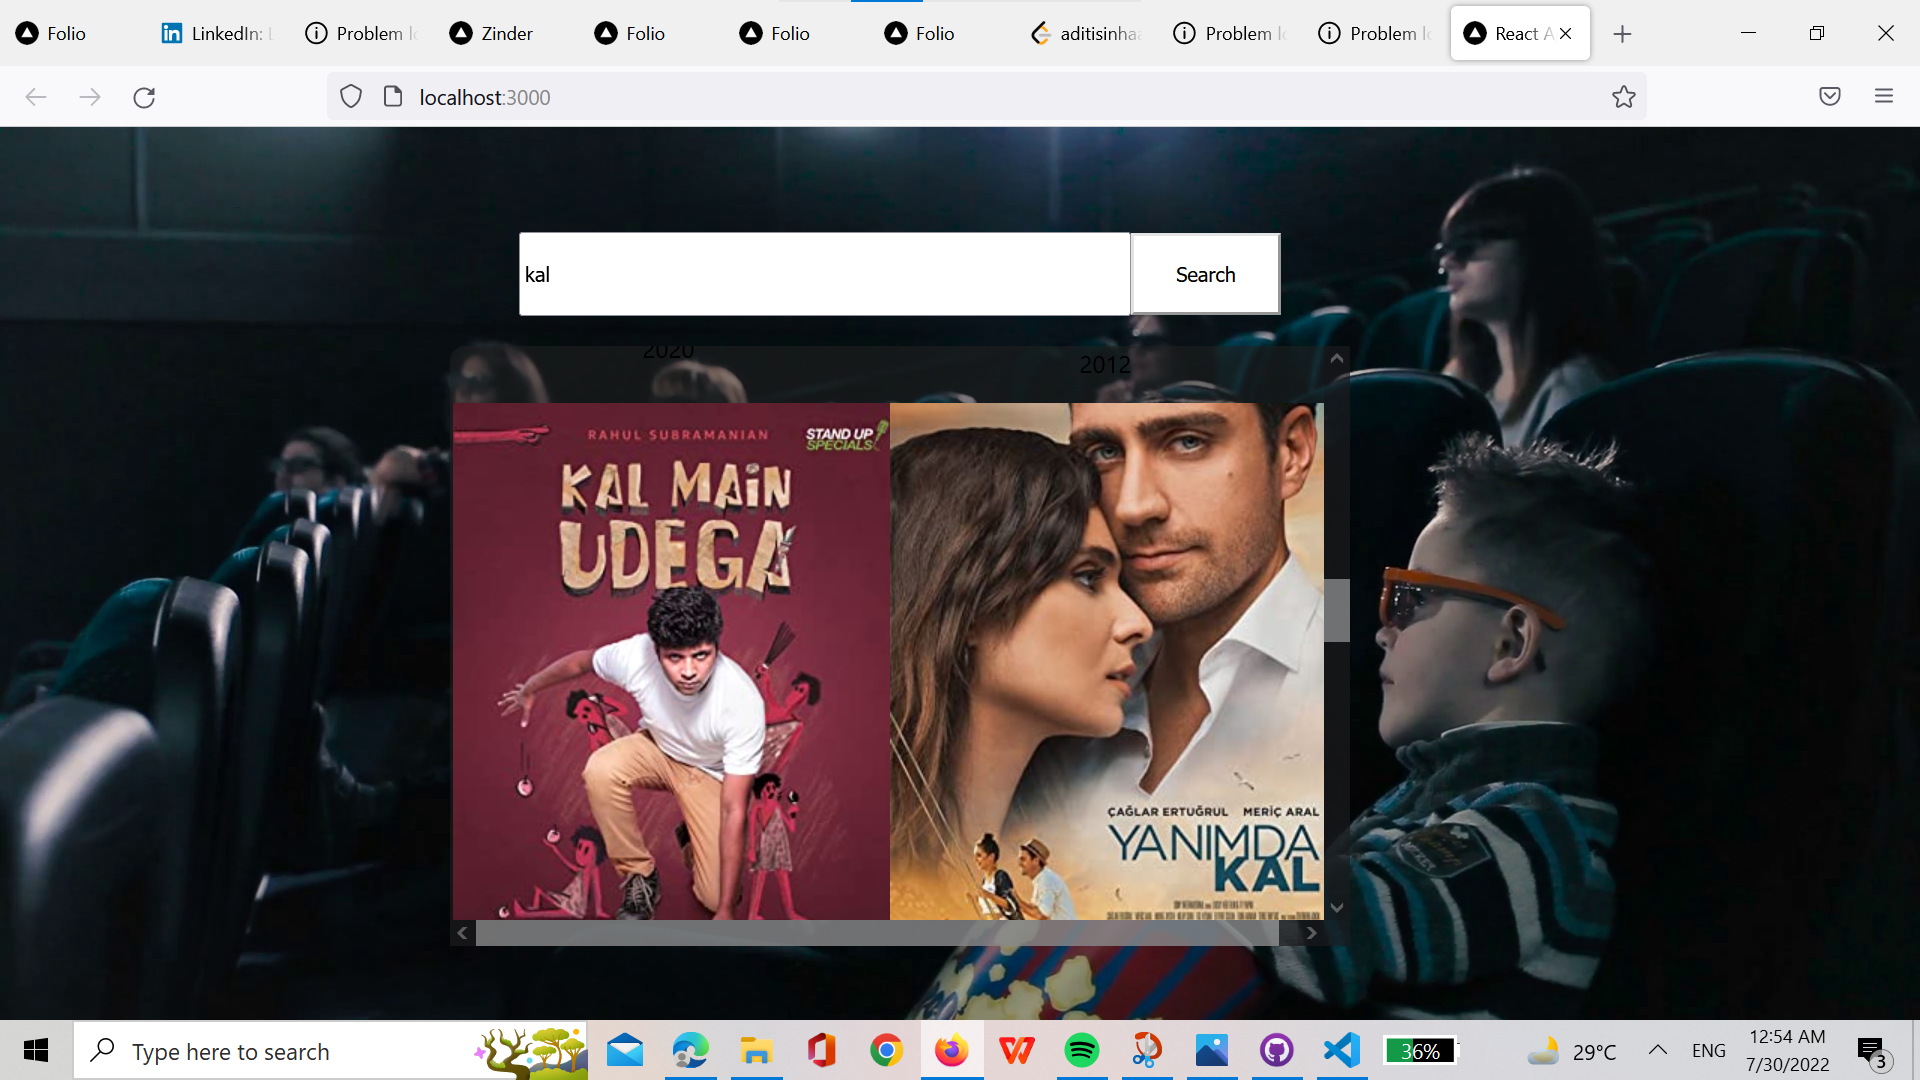 Folio
LinkedIn:
Problem
Zinder
Folio
Folio
Folio
aditisinha
Problem
Problem
React A
localhost:3000
kal
Search
2020
2012
RAHUL SUBRAMANIAN
STAND UP
SPECIALS
KAL MAIN
UDEGA
ÇAĞLAR ERTUĞRUL MERİÇ ARAL
YANIMDA
KAL
Type here to search
36%
29°C
ENG
12:54 AM
7/30/2022
3